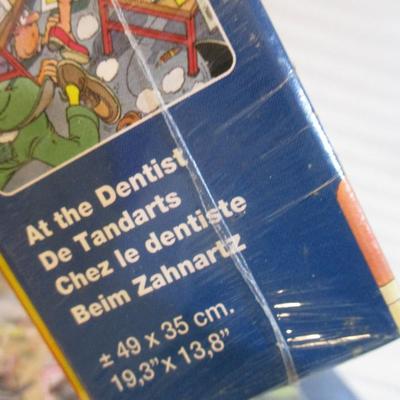 At the Dentist
De Tandarts
Chez le dentiste
Beim Zahnartz
± 49 x 35 cm.
19,3" x 13,8"